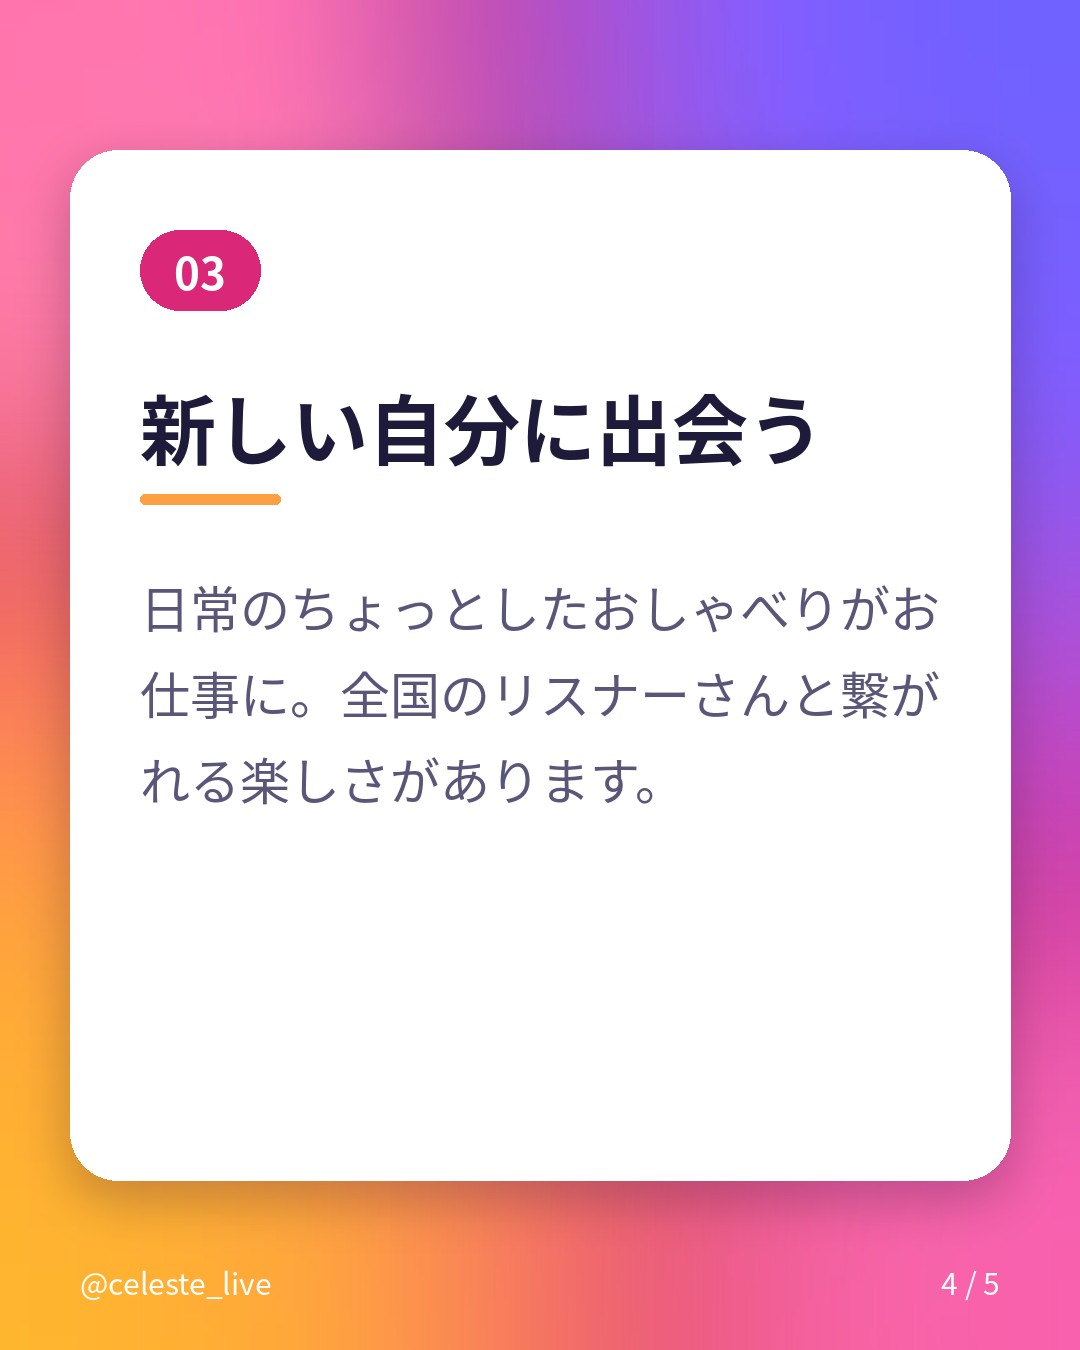 03
新しい自分に出会う
日常のちょっとしたおしゃべりがお
仕事に。全国のリスナーさんと繋が
れる楽しさがあります。
@celeste_live
4 / 5